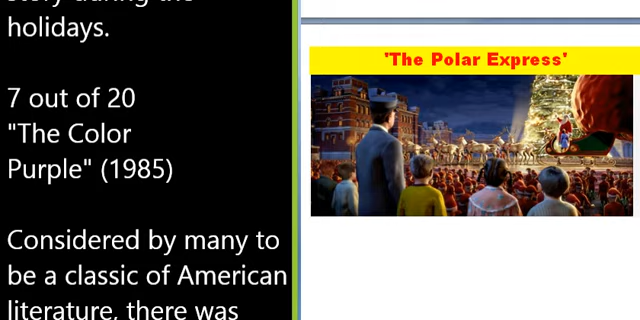 holidays.
7 out of 20
"The Color
Purple" (1985)
Considered by many to
be a classic of American
literature, there was
'The Polar Express'